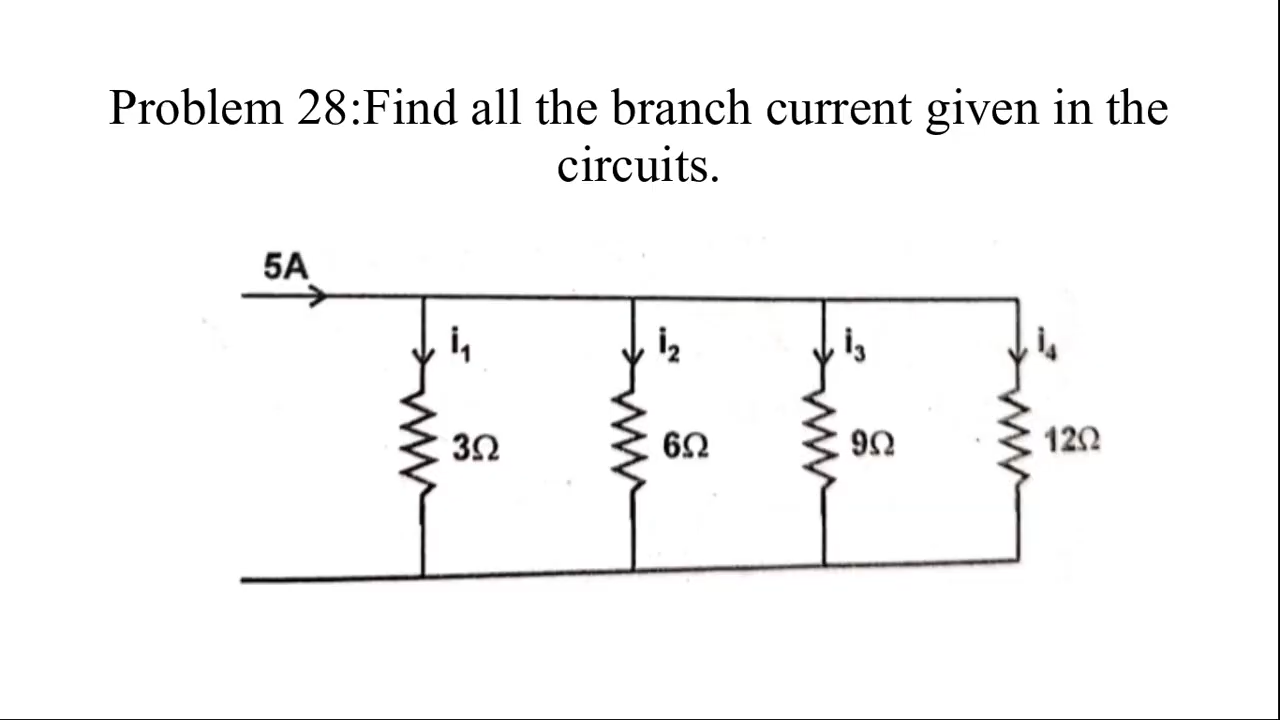 Problem 28:Find all the branch current given in the
circuits.
5A
i₁ i₂ i₃ i₄
3Ω 6Ω 9Ω 12Ω